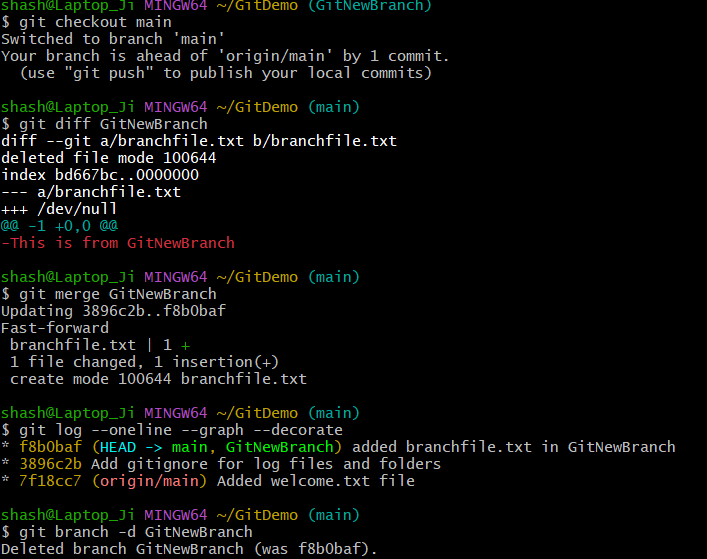 shash@Laptop_Ji MINGW64 ~/GitDemo (GitNewBranch)
$ git checkout main
Switched to branch 'main'
Your branch is ahead of 'origin/main' by 1 commit.
  (use "git push" to publish your local commits)

shash@Laptop_Ji MINGW64 ~/GitDemo (main)
$ git diff GitNewBranch
diff --git a/branchfile.txt b/branchfile.txt
deleted file mode 100644
index bd667bc..0000000
--- a/branchfile.txt
+++ /dev/null
@@ -1 +0,0 @@
-This is from GitNewBranch

shash@Laptop_Ji MINGW64 ~/GitDemo (main)
$ git merge GitNewBranch
Updating 3896c2b..f8b0baf
Fast-forward
 branchfile.txt | 1 +
 1 file changed, 1 insertion(+)
 create mode 100644 branchfile.txt

shash@Laptop_Ji MINGW64 ~/GitDemo (main)
$ git log --oneline --graph --decorate
* f8b0baf (HEAD -> main, GitNewBranch) added branchfile.txt in GitNewBranch
* 3896c2b Add gitignore for log files and folders
* 7f18cc7 (origin/main) Added welcome.txt file

shash@Laptop_Ji MINGW64 ~/GitDemo (main)
$ git branch -d GitNewBranch
Deleted branch GitNewBranch (was f8b0baf).